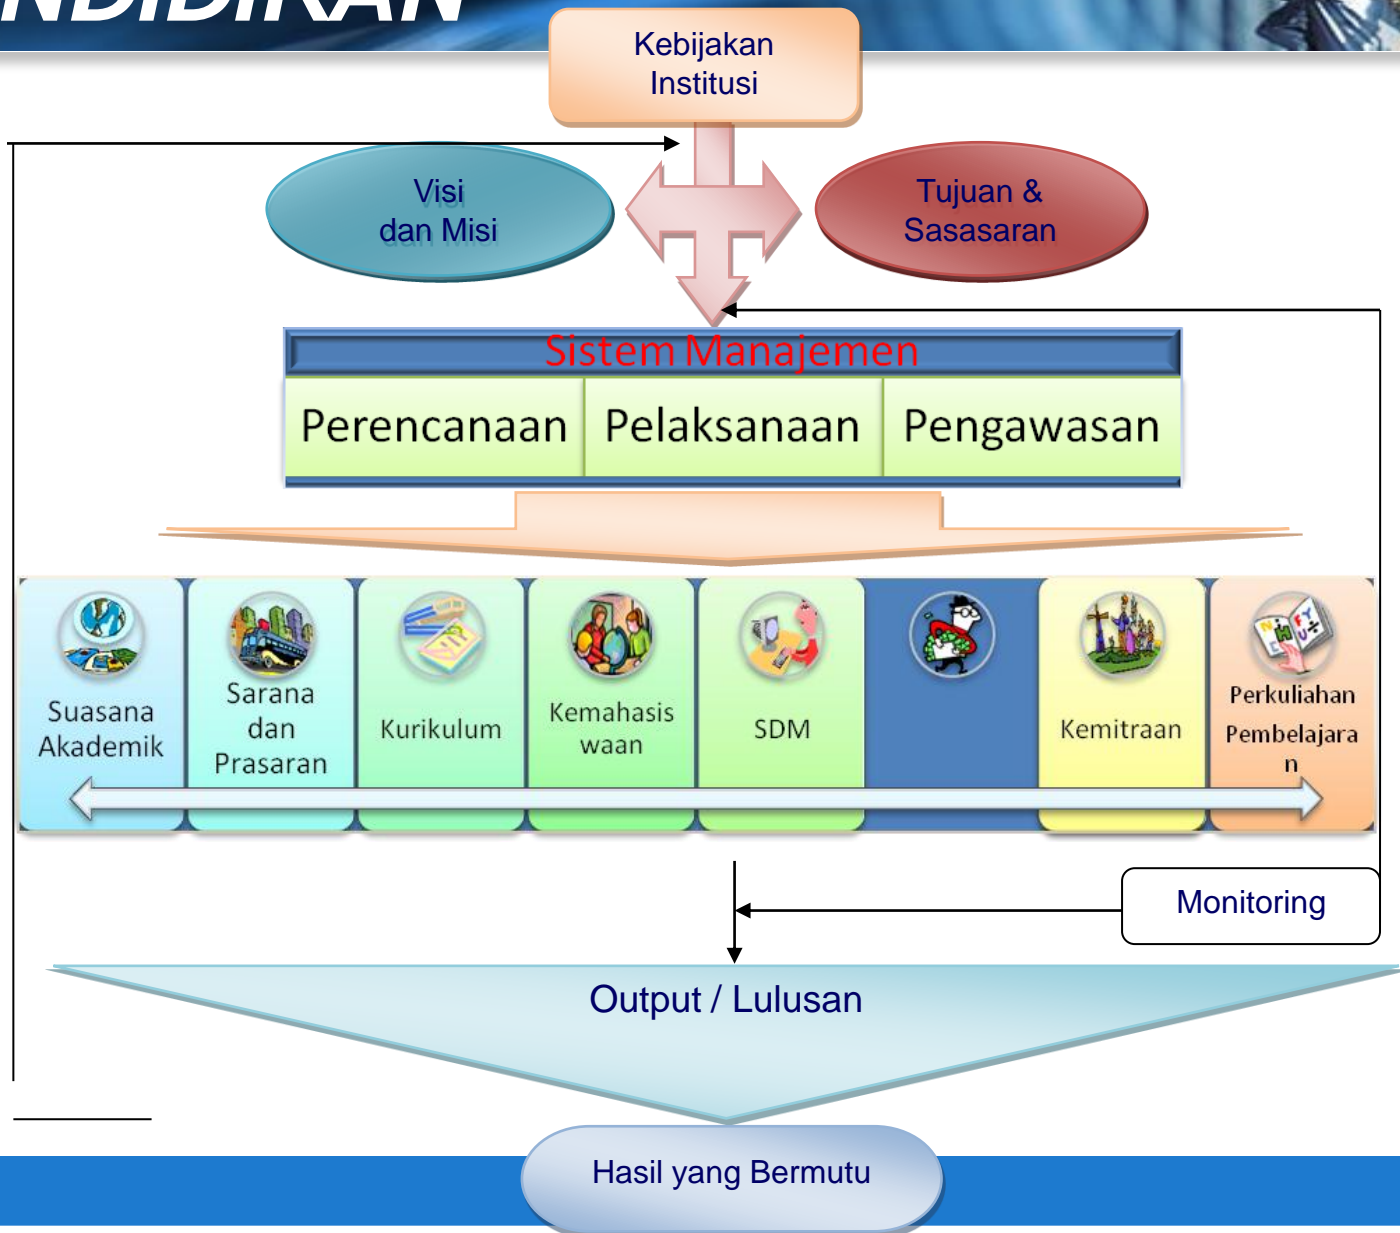 NDIDIKAN
Kebijakan
Institusi
Visi
dan Misi
Tujuan &
Sasasaran
Sistem Manajemen
Perencanaan Pelaksanaan Pengawasan
Suasana
Akademik
Sarana
dan
Prasaran
Kurikulum
Kemahasis
waan
SDM
Kemitraan
Perkuliahan
Pembelajara
n
Monitoring
Output / Lulusan
Hasil yang Bermutu